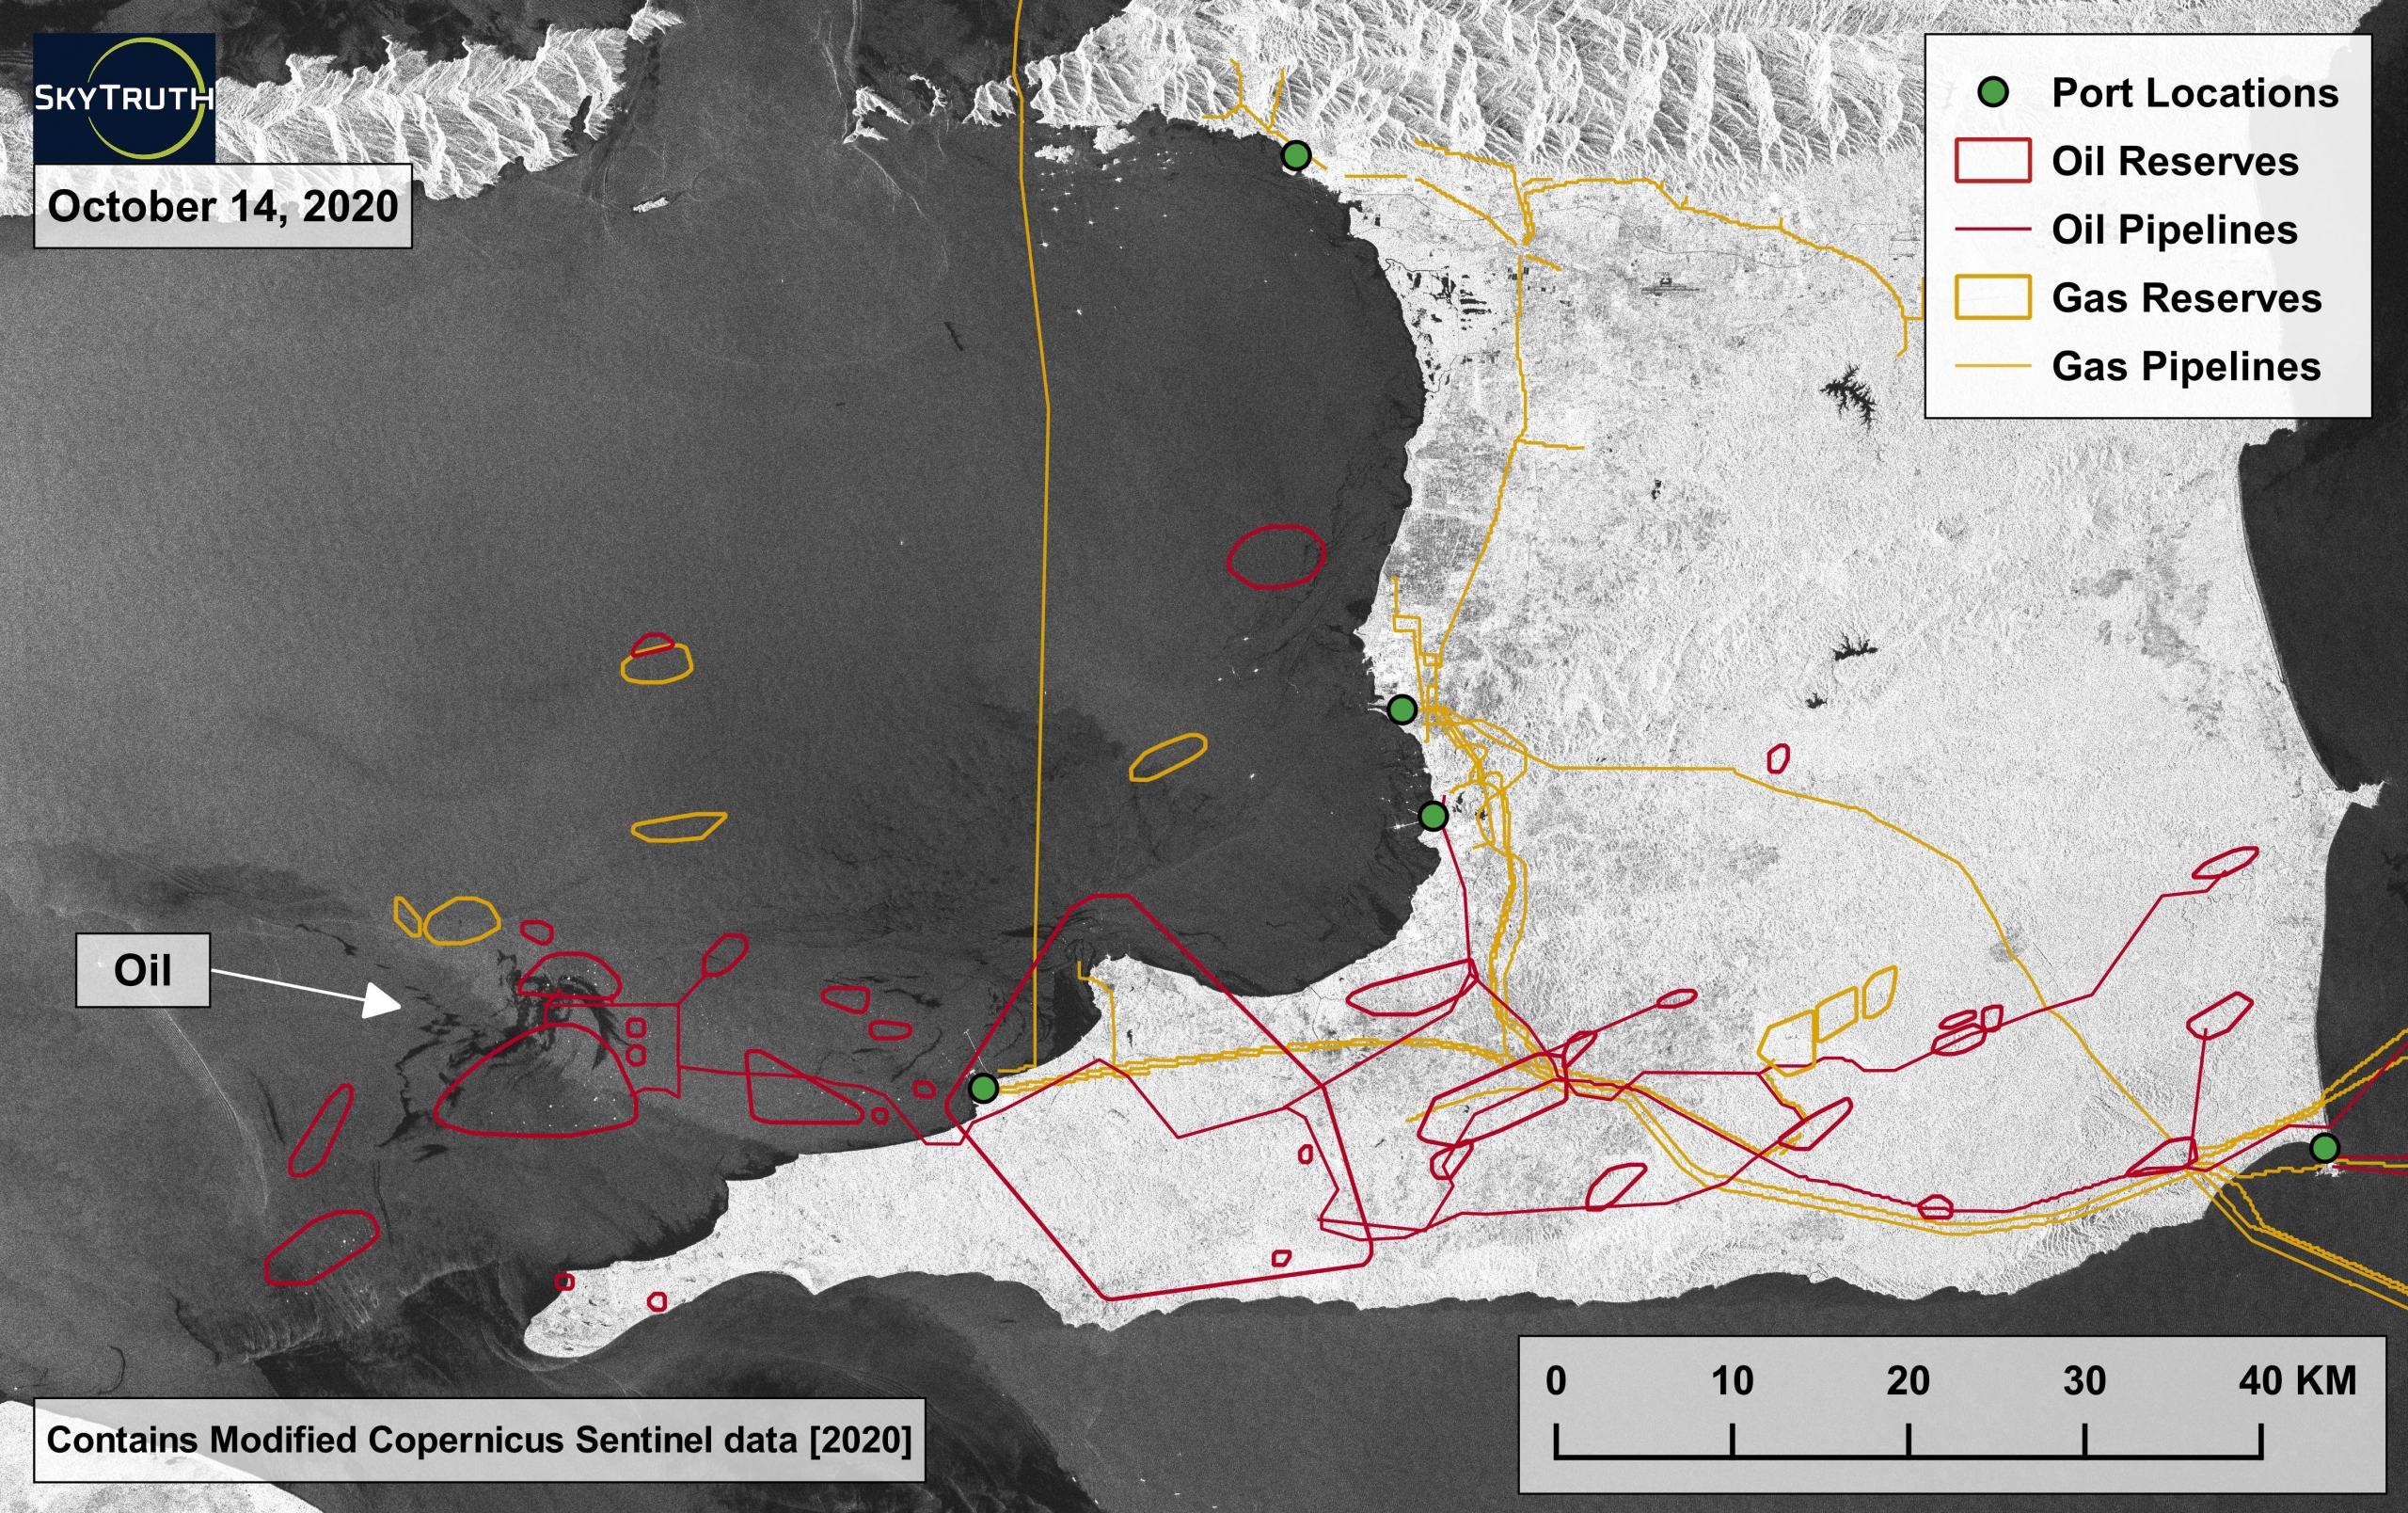 SKYTRUTH
October 14, 2020
Port Locations
Oil Reserves
Oil Pipelines
Gas Reserves
Gas Pipelines
Oil
0 10 20 30 40 KM
Contains Modified Copernicus Sentinel data [2020]